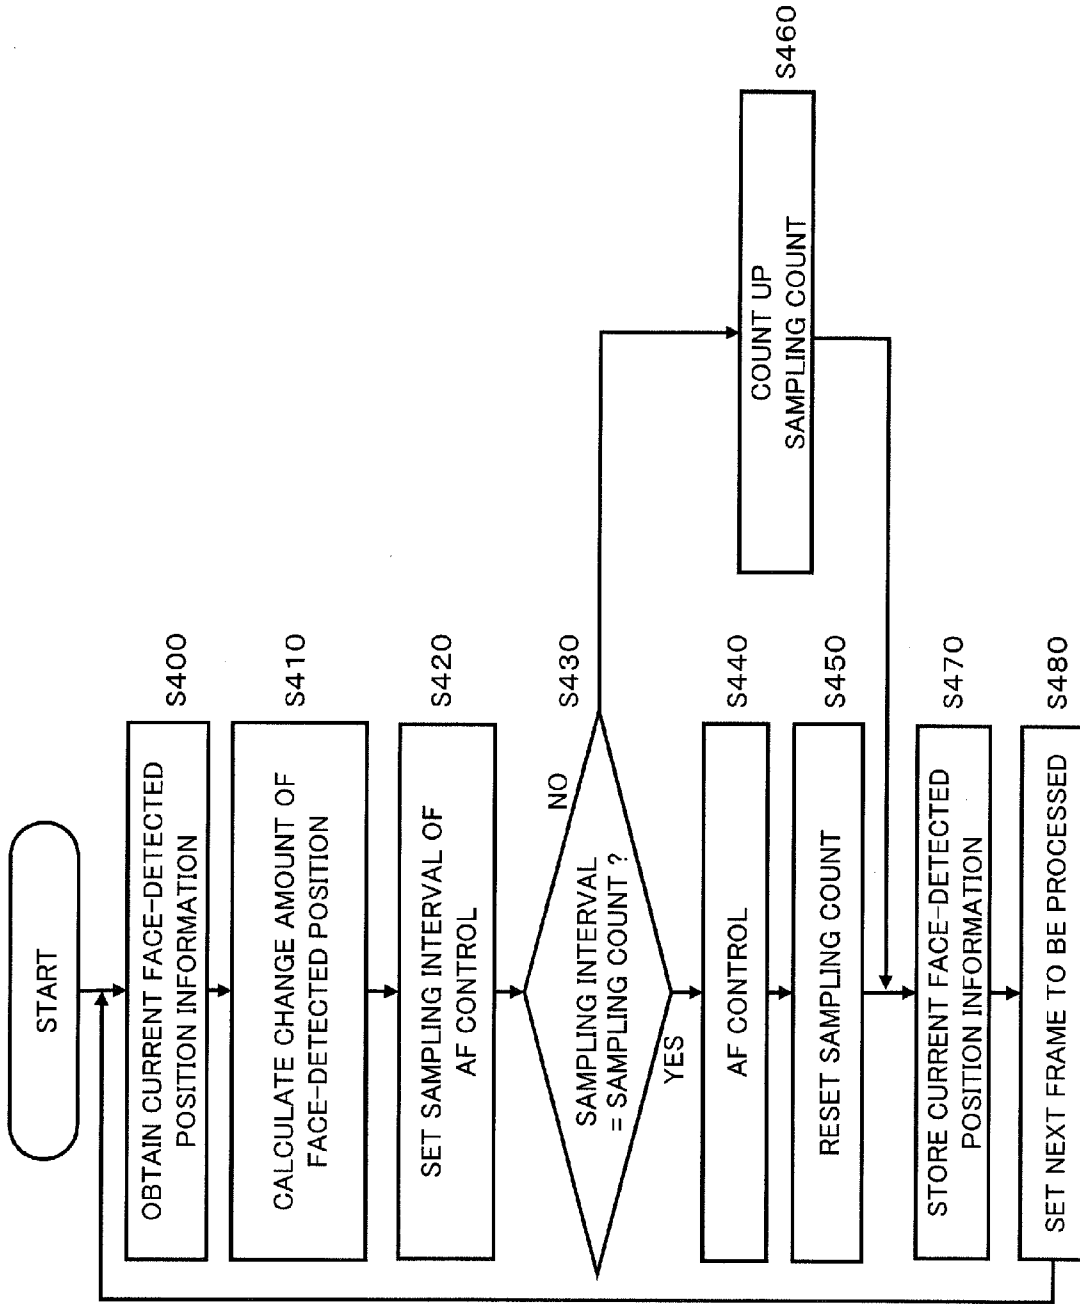 START
OBTAIN CURRENT FACE-DETECTED
POSITION INFORMATION
S400
CALCULATE CHANGE AMOUNT OF
FACE-DETECTED POSITION
S410
SET SAMPLING INTERVAL OF
AF CONTROL
S420
SAMPLING INTERVAL
= SAMPLING COUNT ?
S430
NO
YES
AF CONTROL
S440
RESET SAMPLING COUNT
S450
COUNT UP
SAMPLING COUNT
S460
STORE CURRENT FACE-DETECTED
POSITION INFORMATION
S470
SET NEXT FRAME TO BE PROCESSED
S480